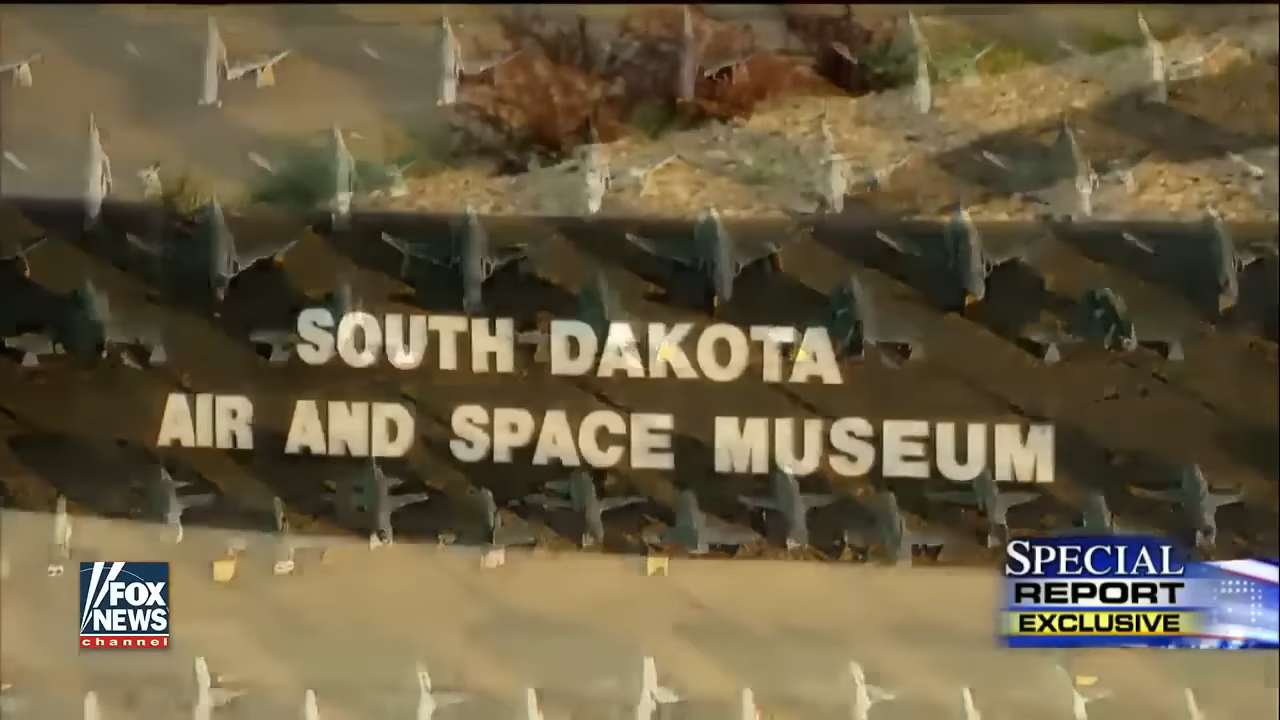 SOUTH DAKOTA
AIR AND SPACE MUSEUM
FOX
NEWS
channel
SPECIAL
REPORT
EXCLUSIVE